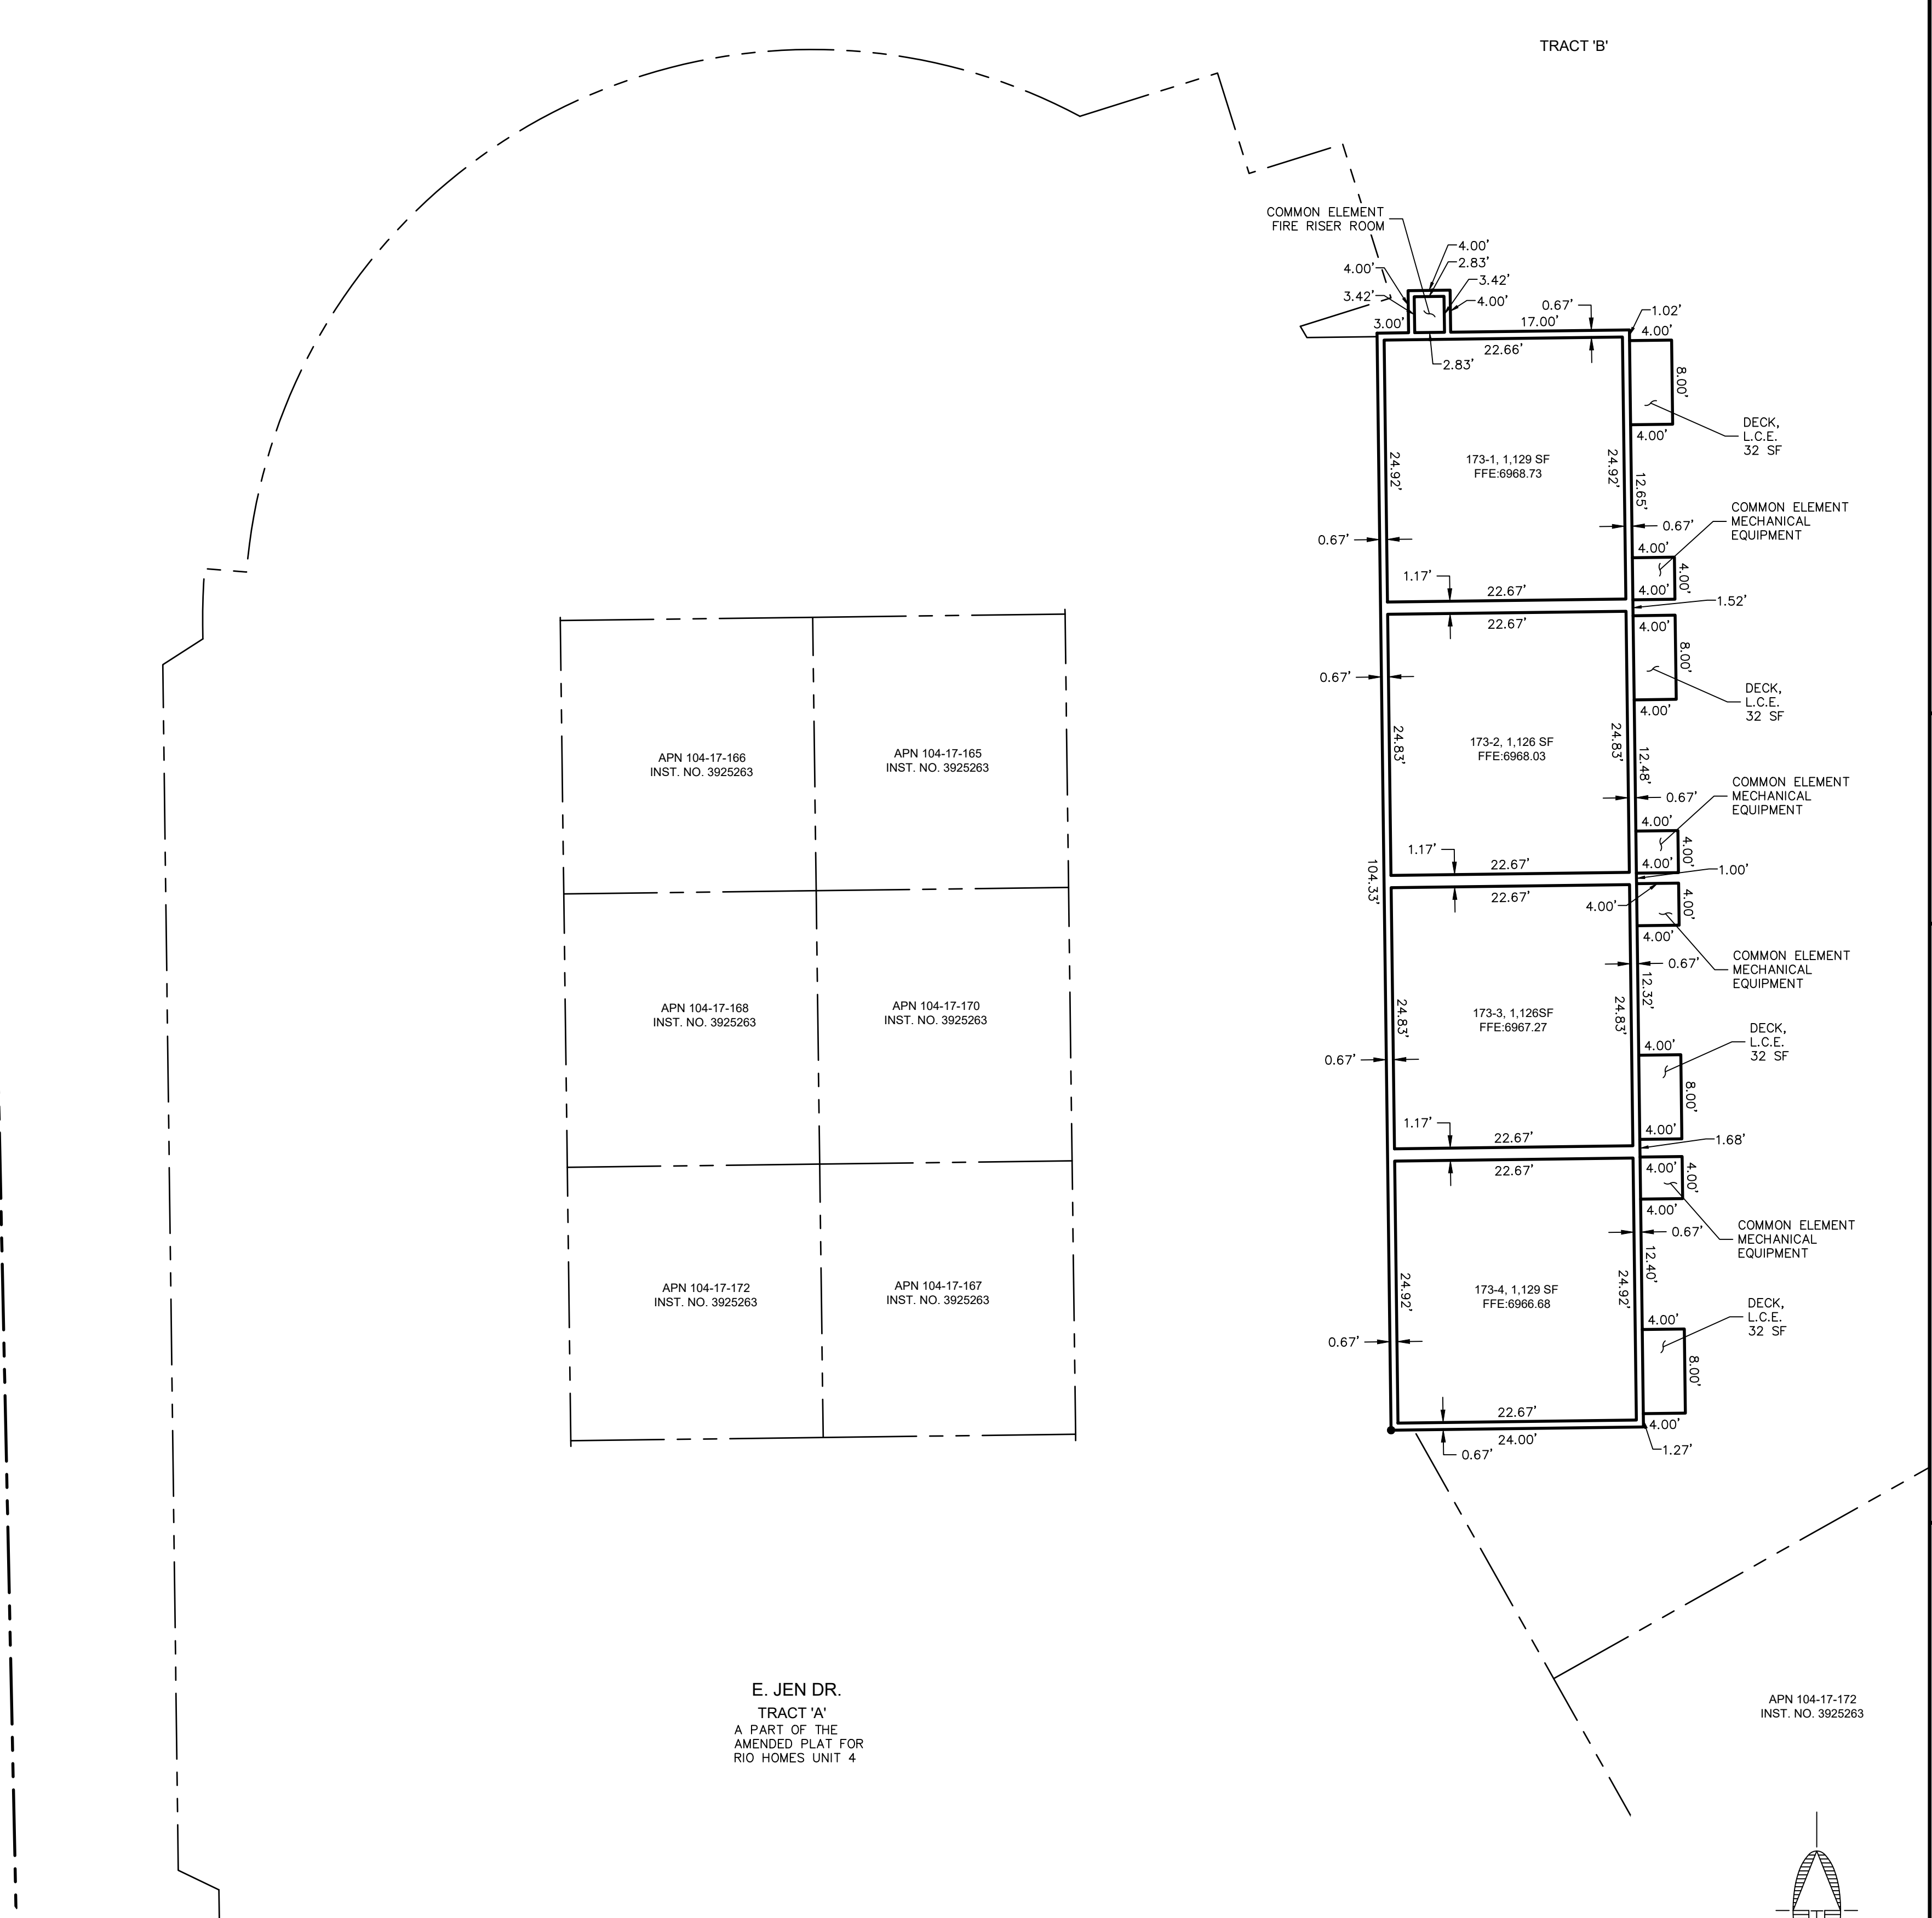 TRACT 'B'
COMMON ELEMENT
FIRE RISER ROOM
4.00'
2.83'
4.00'
3.42'
3.42'
4.00'
0.67'
1.02'
3.00'
17.00'
4.00'
22.66'
2.83'
8.00'
DECK,
L.C.E.
32 SF
4.00'
24.92'
173-1, 1,129 SF
FFE:6968.73
24.92'
12.65'
COMMON ELEMENT
MECHANICAL
EQUIPMENT
0.67'
0.67'
4.00'
1.17'
4.00'
22.67'
4.00'
1.52'
22.67'
4.00'
8.00'
0.67'
DECK,
L.C.E.
32 SF
4.00'
24.83'
173-2, 1,126 SF
FFE:6968.03
24.83'
12.48'
COMMON ELEMENT
MECHANICAL
EQUIPMENT
0.67'
4.00'
1.17'
4.00'
22.67'
4.00'
1.00'
104.33'
22.67'
4.00'
4.00'
4.00'
COMMON ELEMENT
MECHANICAL
EQUIPMENT
0.67'
12.32'
24.83'
173-3, 1,126SF
FFE:6967.27
24.83'
DECK,
L.C.E.
32 SF
4.00'
0.67'
8.00'
1.17'
22.67'
4.00'
1.68'
22.67'
4.00'
4.00'
4.00'
COMMON ELEMENT
MECHANICAL
EQUIPMENT
0.67'
12.40'
24.92'
173-4, 1,129 SF
FFE:6966.68
24.92'
DECK,
L.C.E.
32 SF
4.00'
0.67'
8.00'
22.67'
4.00'
24.00'
0.67'
1.27'
APN 104-17-166
INST. NO. 3925263
APN 104-17-165
INST. NO. 3925263
APN 104-17-168
INST. NO. 3925263
APN 104-17-170
INST. NO. 3925263
APN 104-17-172
INST. NO. 3925263
APN 104-17-167
INST. NO. 3925263
E. JEN DR.
TRACT 'A'
A PART OF THE
AMENDED PLAT FOR
RIO HOMES UNIT 4
APN 104-17-172
INST. NO. 3925263